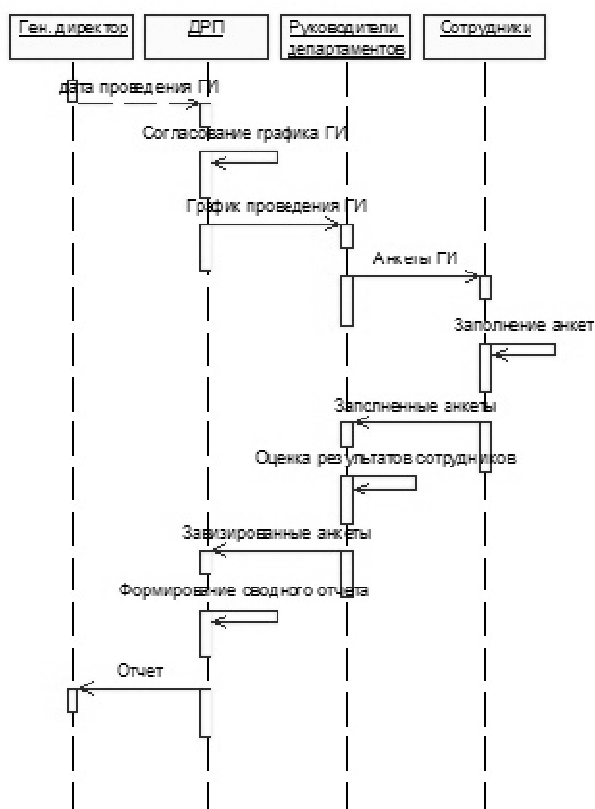 Ген. директор
ДРП
Руководители
департаментов
Сотрудники
дата проведения ГИ
Согласование графика ГИ
График проведения ГИ
Анкеты ГИ
Заполнение анкет
Заполненные анкеты
Оценка результатов сотрудников
Завизированные анкеты
Формирование сводного отчета
Отчет